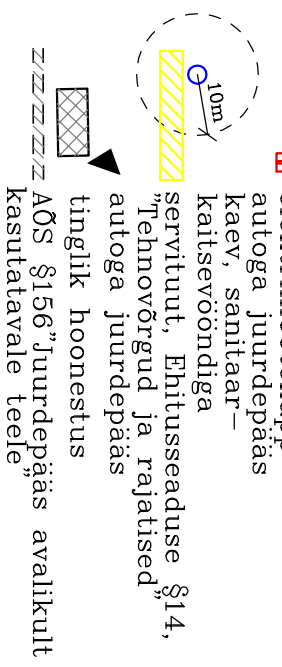 autoga juurdepääs
kaev, sanitaar-
kaitsevööndiga
10m
servituut, Ehitusseaduse §14,
"Tehnovõrgud ja rajatised"
autoga juurdepääs
tinglik hoonestus
AÕS §156"Juurdepääs avalikult
kasutatavale teele"